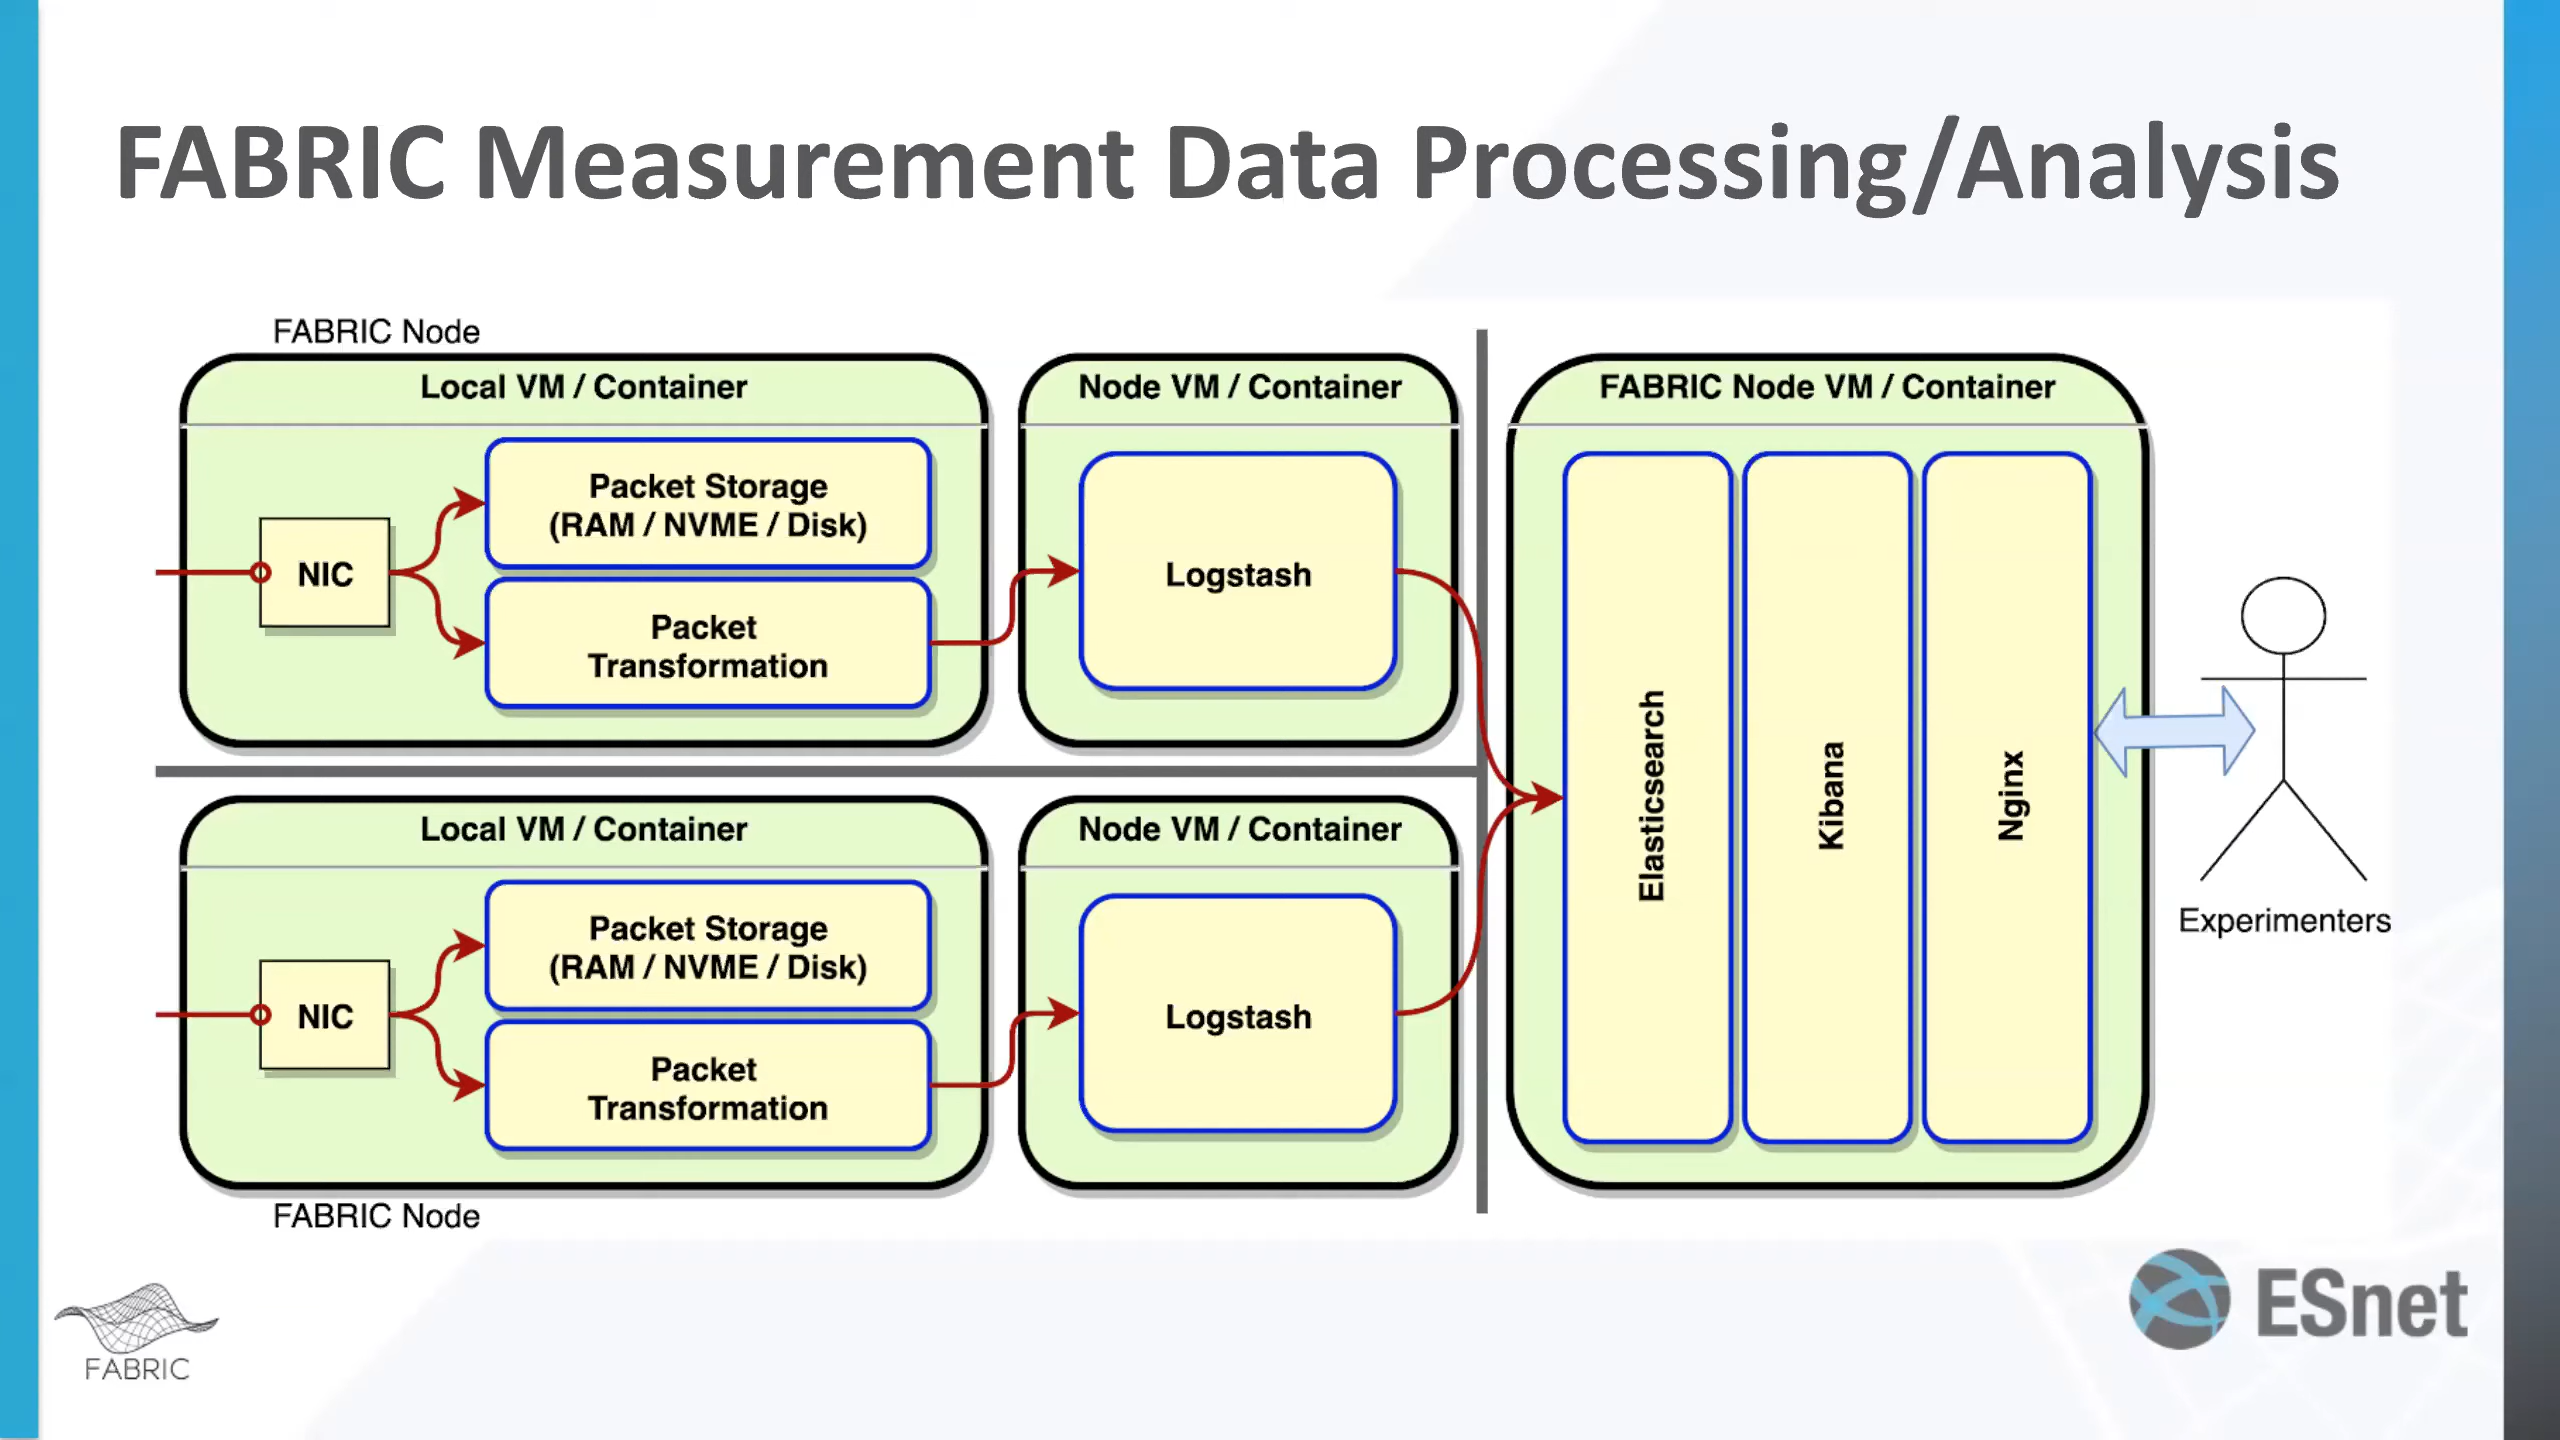 FABRIC Measurement Data Processing/Analysis
FABRIC Node
Local VM / Container
NIC
Packet Storage
(RAM / NVME / Disk)
Packet
Transformation
Node VM / Container
Logstash
Local VM / Container
NIC
Packet Storage
(RAM / NVME / Disk)
Packet
Transformation
Node VM / Container
Logstash
FABRIC Node
FABRIC Node VM / Container
Elasticsearch
Kibana
Nginx
Experimenters
FABRIC
ESnet